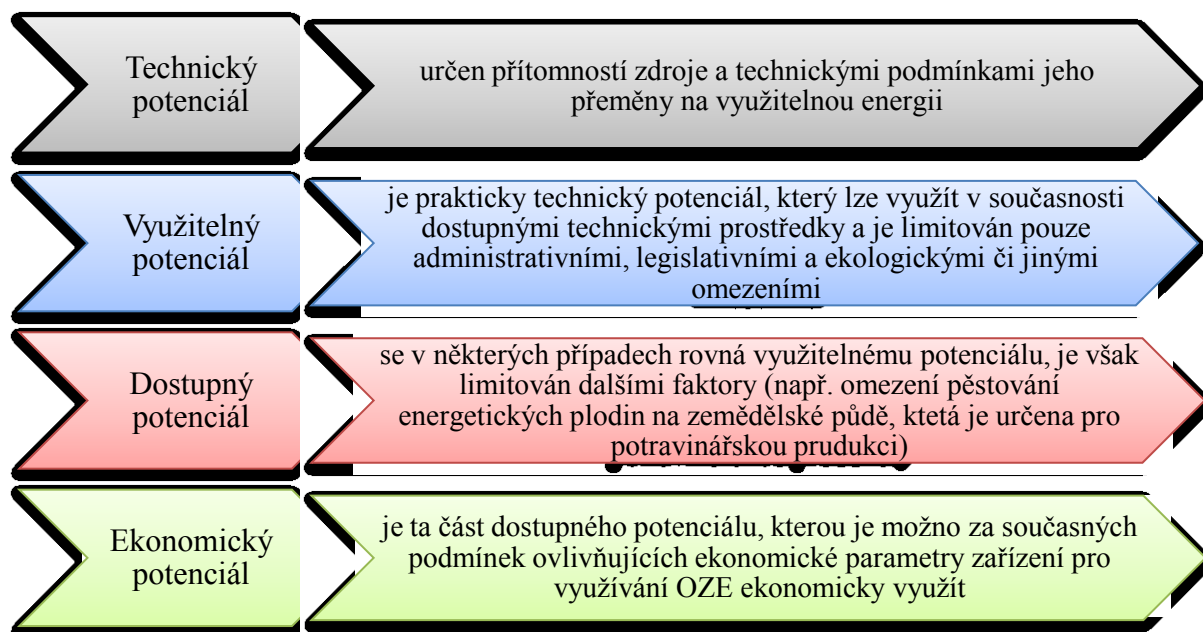 Technický
potenciál
určen přítomností zdroje a technickými podmínkami jeho
přeměny na využitelnou energii
Využitelný
potenciál
je prakticky technický potenciál, který lze využít v současnosti
dostupnými technickými prostředky a je limitován pouze
administrativními, legislativními a ekologickými či jinými
omezeními
Dostupný
potenciál
se v některých případech rovná využitelnému potenciálu, je však
limitován dalšími faktory (např. omezení pěstování
energetických plodin na zemědělské půdě, ktetá je určena pro
potravinářskou prudukci)
Ekonomický
potenciál
je ta část dostupného potenciálu, kterou je možno za současných
podmínek ovlivňujících ekonomické parametry zařízení pro
využívání OZE ekonomicky využít